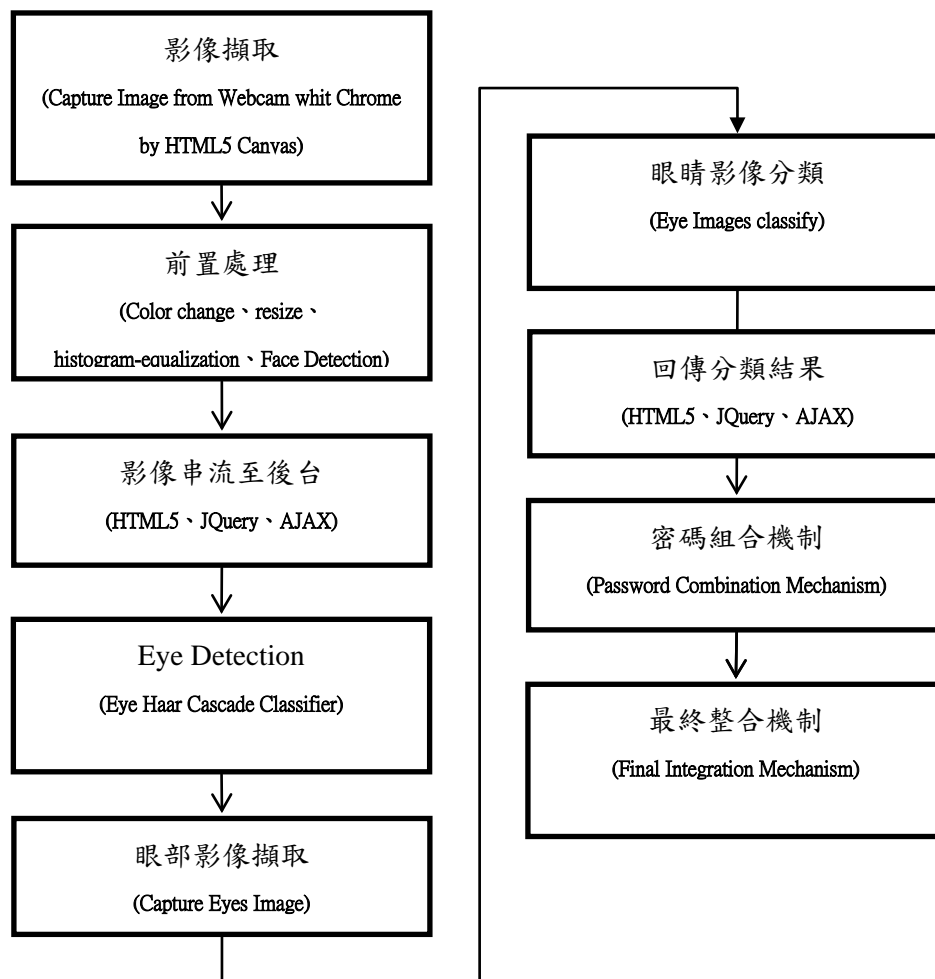 影像擷取
(Capture Image from Webcam whit Chrome
by HTML5 Canvas)
前置處理
(Color change、resize、
histogram-equalization、Face Detection)
影像串流至後台
(HTML5、JQuery、AJAX)
Eye Detection
(Eye Haar Cascade Classifier)
眼部影像擷取
(Capture Eyes Image)
眼睛影像分類
(Eye Images classify)
回傳分類結果
(HTML5、JQuery、AJAX)
密碼組合機制
(Password Combination Mechanism)
最終整合機制
(Final Integration Mechanism)